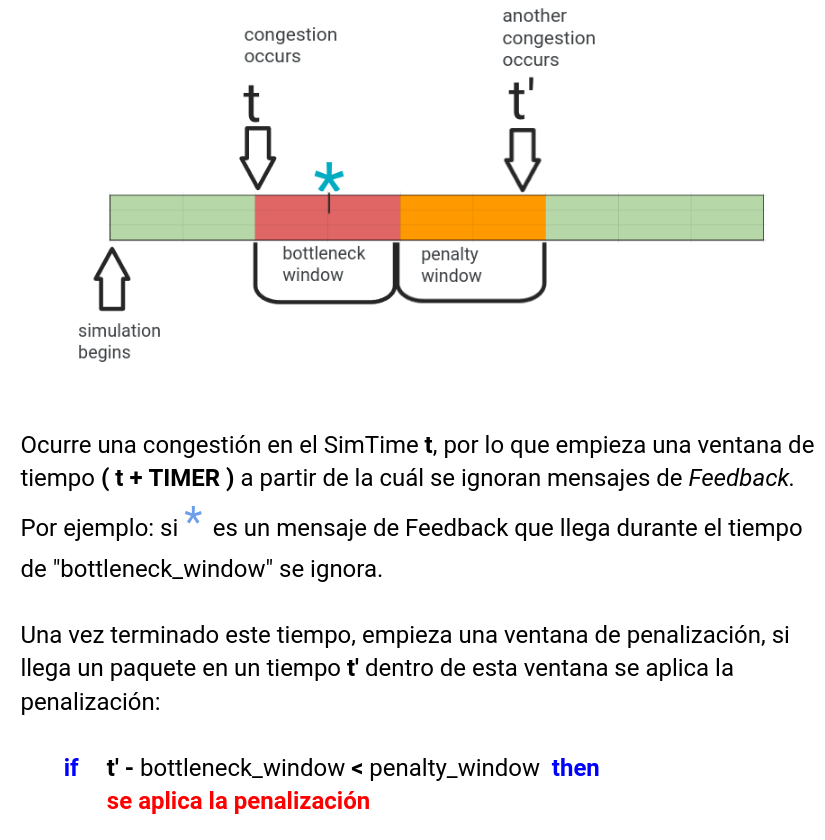 another
congestion
occurs
congestion
occurs
t
t'
*
bottleneck
window
penalty
window
simulation
begins
Ocurre una congestión en el SimTime t, por lo que empieza una ventana de
tiempo ( t + TIMER ) a partir de la cuál se ignoran mensajes de Feedback.
Por ejemplo: si * es un mensaje de Feedback que llega durante el tiempo
de "bottleneck_window" se ignora.
Una vez terminado este tiempo, empieza una ventana de penalización, si
llega un paquete en un tiempo t' dentro de esta ventana se aplica la
penalización:
if t' - bottleneck_window < penalty_window then
se aplica la penalización